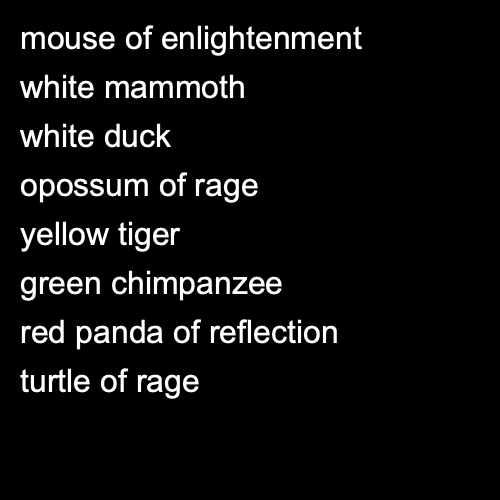 mouse of enlightenment
white mammoth
white duck
opossum of rage
yellow tiger
green chimpanzee
red panda of reflection
turtle of rage